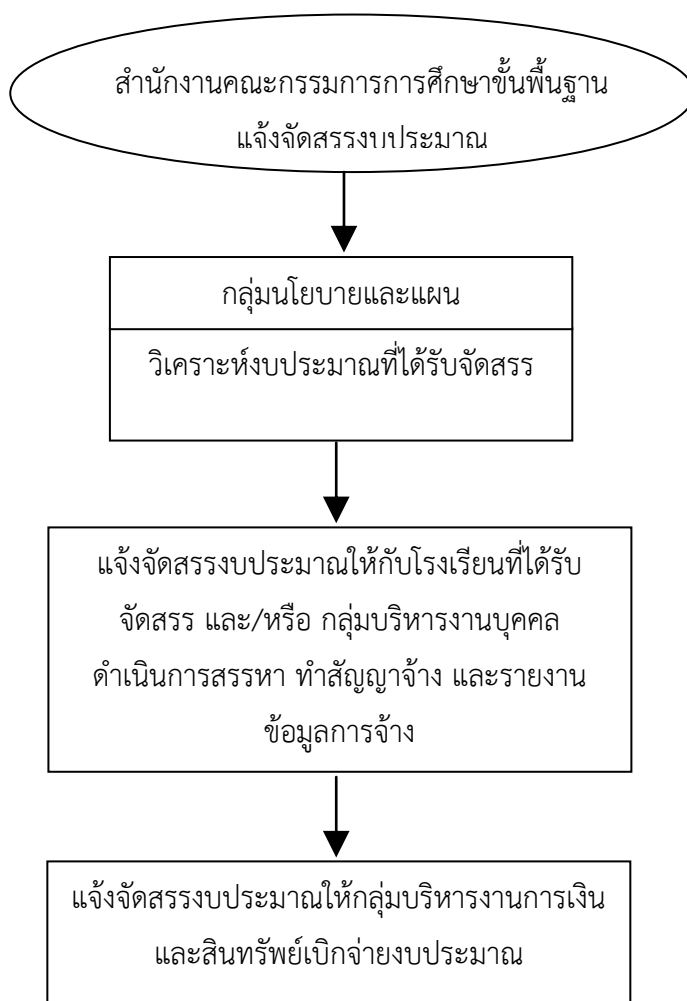 สำนักงานคณะกรรมการการศึกษาขั้นพื้นฐาน
แจ้งจัดสรรงบประมาณ
กลุ่มนโยบายและแผน
วิเคราะห์งบประมาณที่ได้รับจัดสรร
แจ้งจัดสรรงบประมาณให้กับโรงเรียนที่ได้รับ
จัดสรร และ/หรือ กลุ่มบริหารงานบุคคล
ดำเนินการสรรหา ทำสัญญาจ้าง และรายงาน
ข้อมูลการจ้าง
แจ้งจัดสรรงบประมาณให้กลุ่มบริหารงานการเงิน
และสินทรัพย์เบิกจ่ายงบประมาณ